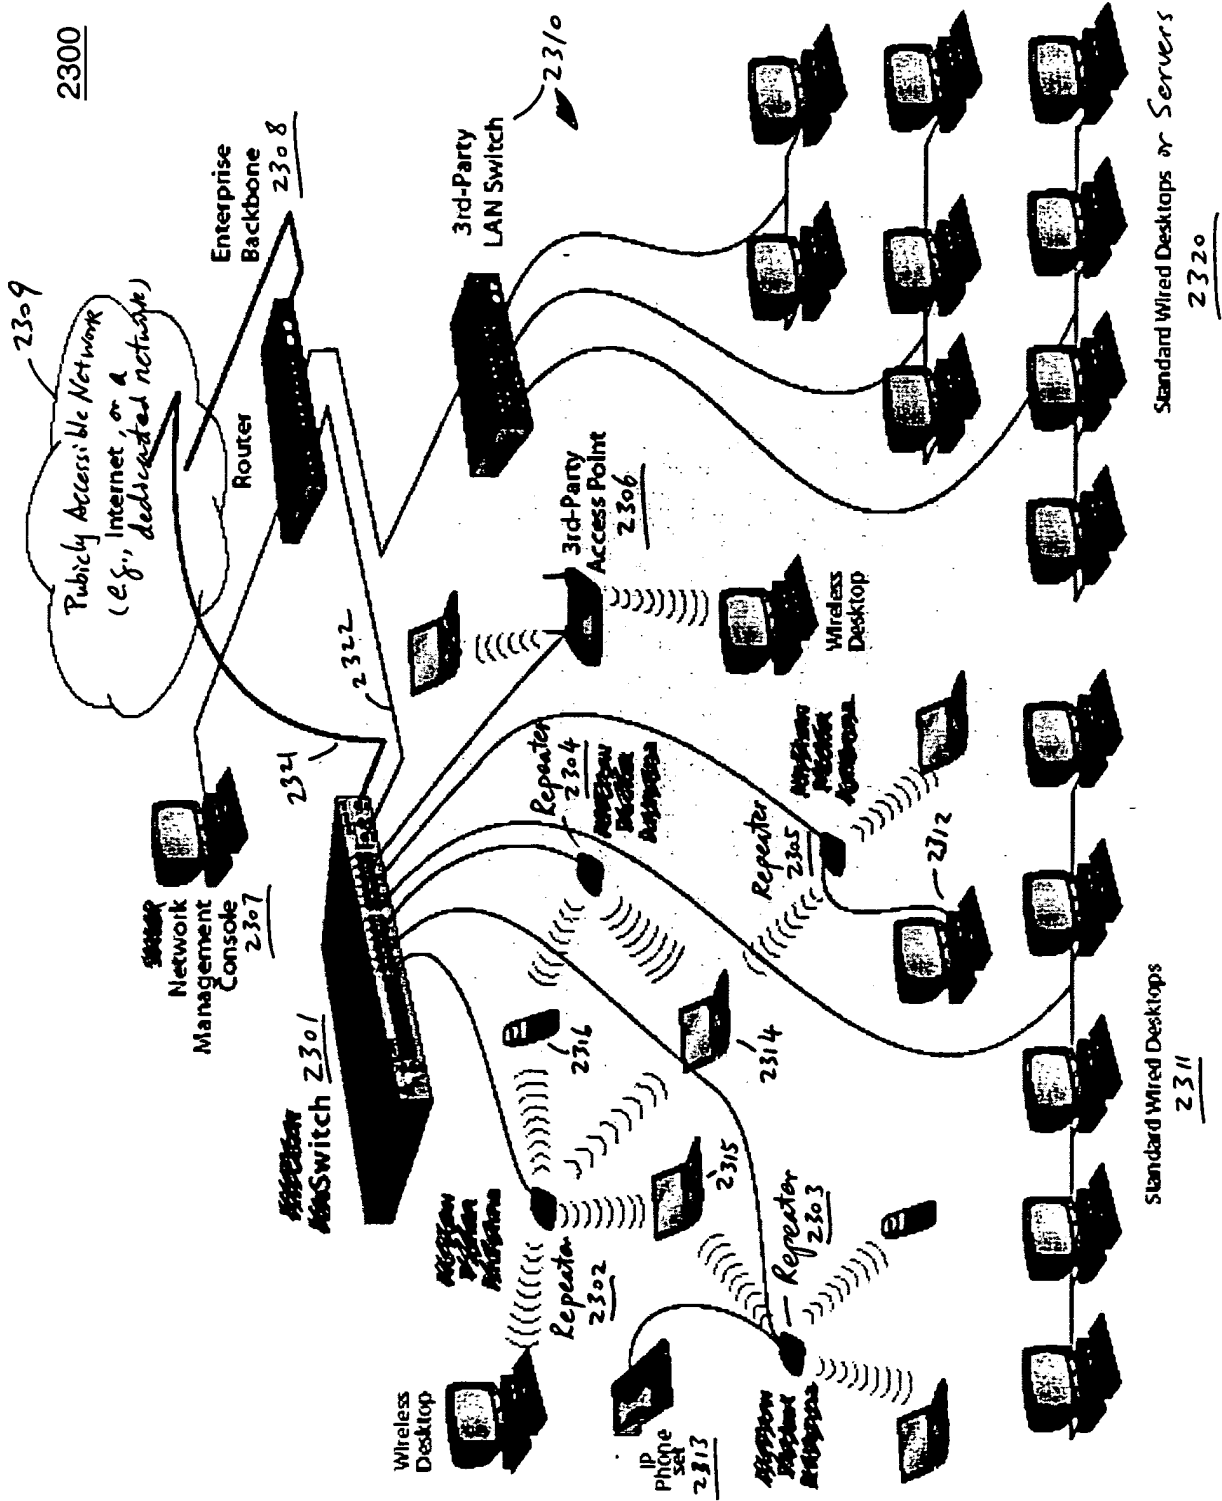 2300
2309
Pubicly Accessible Network
(e.g., Internet, or a
dedicated network)
Enterprise
Backbone
2308
Router
3rd-Party
LAN Switch
2310
2321
2322
Network
Management
Console
2307
Switch 2301
3rd-Party
Access Point
2306
Wireless
Desktop
Repeater
2304
Repeater
2305
2312
2316
2314
2315
Repeater
2302
Repeater
2303
Wireless
Desktop
IP
Phone
set
2313
Standard Wired Desktops
2311
Standard Wired Desktops or Servers
2320